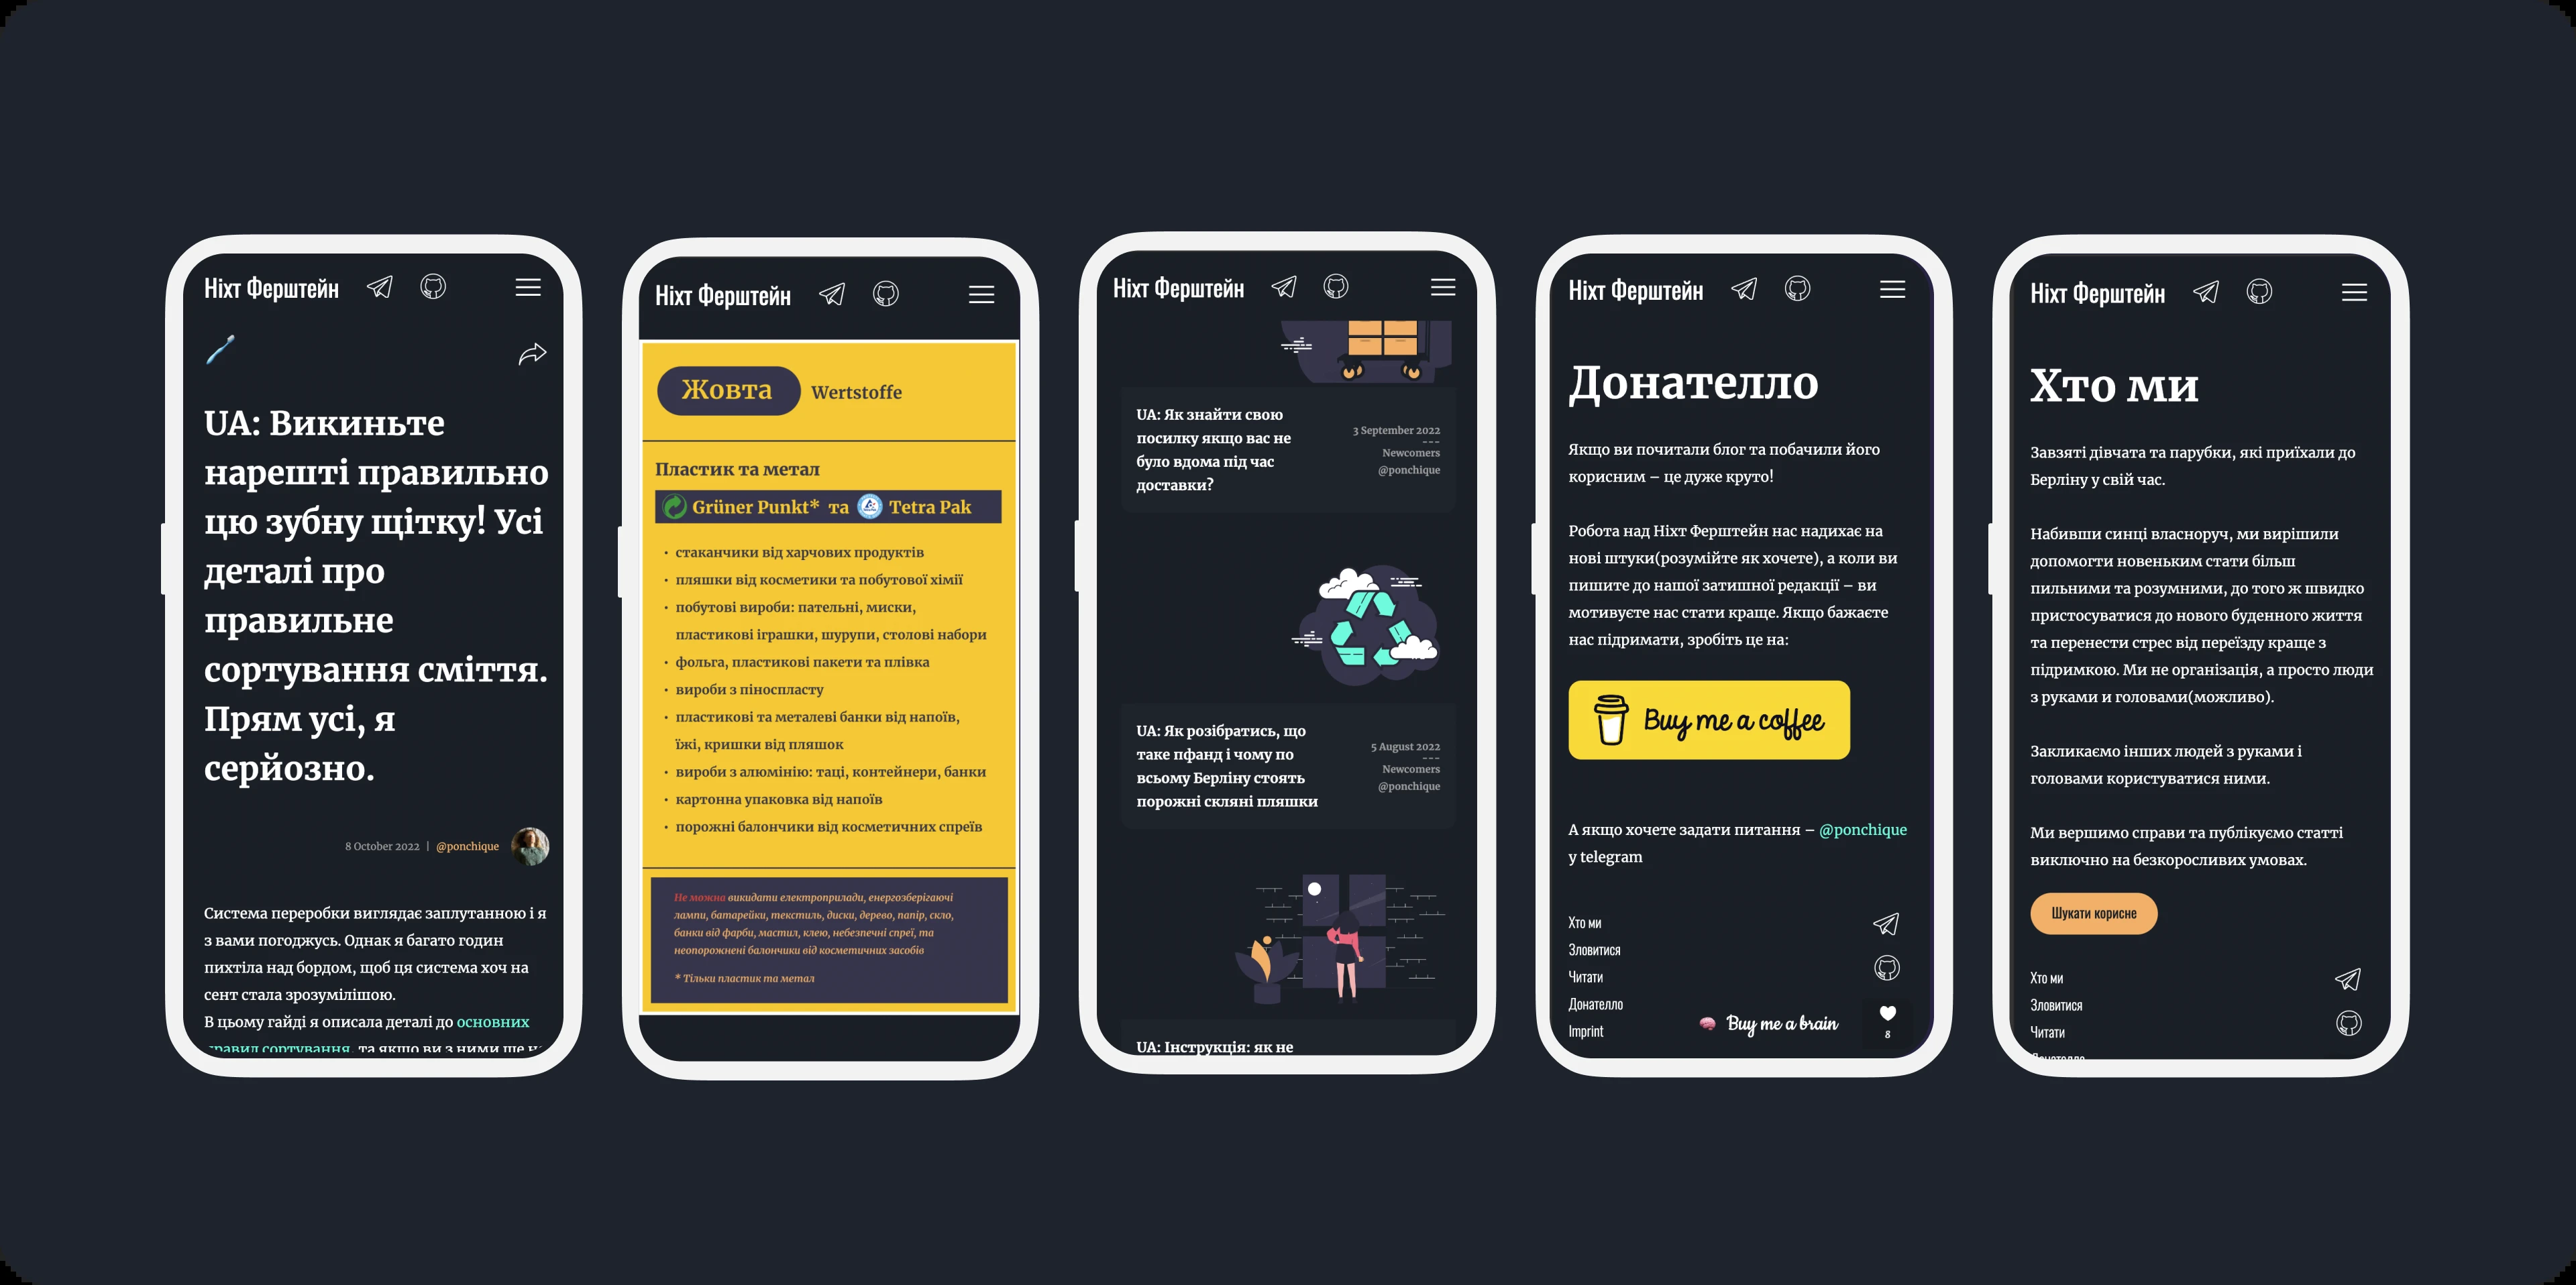 Ніхт Ферштейн
UA: Викиньте
нарешті правильно
цю зубну щітку! Усі
деталі про
правильне
сортування сміття.
Прям усі, я
серйозно.
8 October 2022 | @ponchique
Система переробки виглядає заплутанною і я
з вами погоджусь. Однак я багато годин
пихтіла над бордом, щоб ця система хоч на
сент стала зрозумілішою.
В цьому гайді я описала деталі до основних
правил сортування, та якщо ви з ними ще
Ніхт Ферштейн
Жовта Wertstoffe
Пластик та метал
Grüner Punkt* та Tetra Pak
• стаканчики від харчових продуктів
• пляшки від косметики та побутової хімії
• побутові вироби: пательні, миски,
пластикові іграшки, шурупи, столові набори
• фольга, пластикові пакети та плівка
• вироби з піноспласту
• пластикові та металеві банки від напоїв,
їжі, кришки від пляшок
• вироби з алюмінію: таці, контейнери, банки
• картонна упаковка від напоїв
• порожні балончики від косметичних спреїв
Не можна викидати електроприлади, енергозберігаючі
лампи, батарейки, текстиль, диски, дерево, папір, скло,
банки від фарби, мастил, клею, небезпечні спреї, та
неопорожнені балончики від косметичних засобів
* Тільки пластик та метал
Ніхт Ферштейн
UA: Як знайти свою
посилку якщо вас не
було вдома під час
доставки?
3 September 2022
---
Newcomers
@ponchique
UA: Як розібратись, що
таке пфанд і чому по
всьому Берліну стоять
порожні скляні пляшки
5 August 2022
---
Newcomers
@ponchique
UA: Інструкція: як не
Ніхт Ферштейн
Донателло
Якщо ви почитали блог та побачили його
корисним – це дуже круто!
Робота над Ніхт Ферштейн нас надихає на
нові штуки(розумійте як хочете), а коли ви
пишите до нашої затишної редакції – ви
мотивуєте нас стати краще. Якщо бажаєте
нас підримати, зробіть це на:
Buy me a coffee
А якщо хочете задати питання – @ponchique
у telegram
Хто ми
Зловитися
Читати
Донателло
Imprint
Buy me a brain
8
Ніхт Ферштейн
Хто ми
Завзяті дівчата та парубки, які приїхали до
Берліну у свій час.
Набивши синці власноруч, ми вирішили
допомогти новеньким стати більш
пильними та розумними, до того ж швидко
пристосуватися до нового буденного життя
та перенести стрес від переїзду краще з
підримкою. Ми не організація, а просто люди
з руками и головами(можливо).
Закликаємо інших людей з руками і
головами користуватися ними.
Ми вершимо справи та публікуємо статті
виключно на безкоросливих умовах.
Шукати корисне
Хто ми
Зловитися
Читати
Донателло